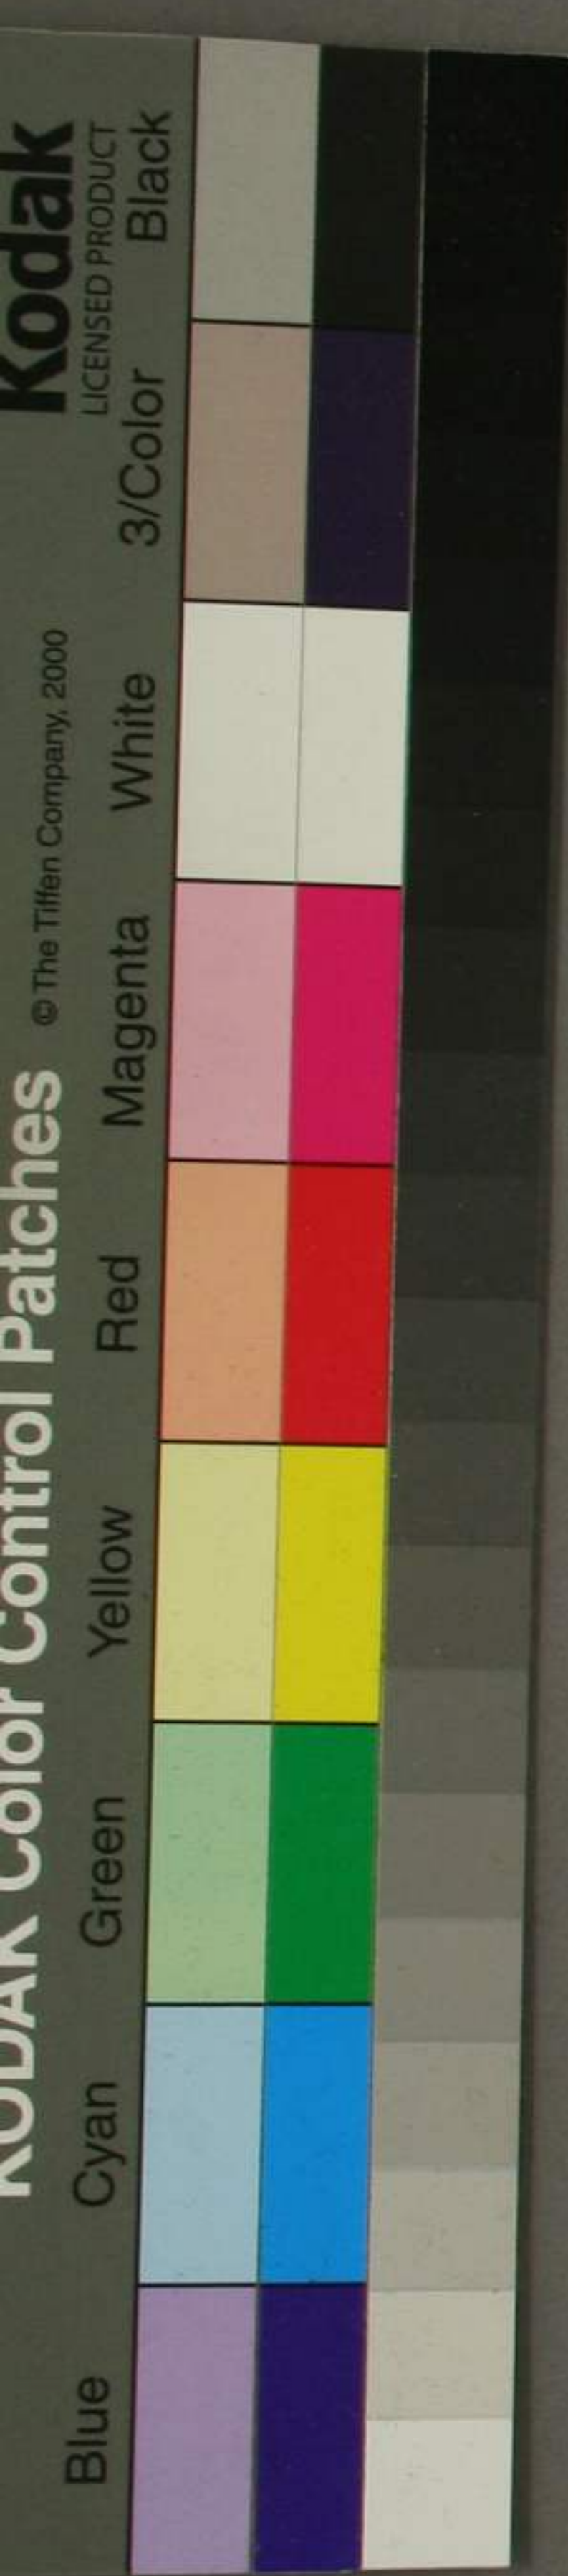 KODAK Color Control Patches © The Tiffen Company, 2000
Kodak
LICENSED PRODUCT
Blue Cyan Green Yellow Red Magenta White 3/Color Black